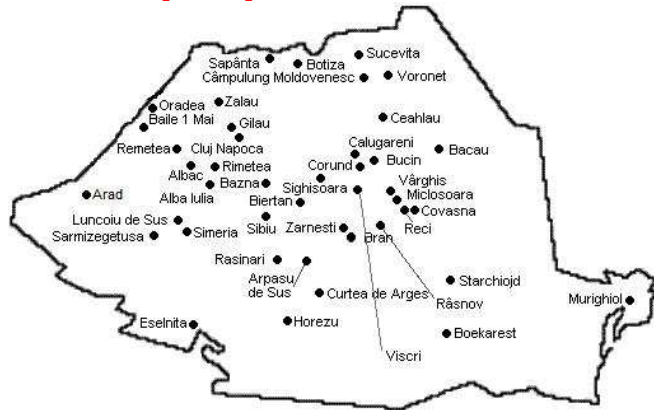 Sapânta
Botiza
Sucevita
Câmpulung Moldovenesc
Voronet
Oradea
Zalau
Baile 1 Mai
Gilau
Ceahlau
Remetea
Cluj Napoca
Calugareni
Bacau
Albac
Rimetea
Corund
Bucin
Arad
Alba Iulia
Bazna
Sighisoara
Vârghis
Biertan
Miclosoara
Luncoiu de Sus
Covasna
Sarmizegetusa
Simeria
Sibiu
Zarnesti
Bran
Reci
Rasinari
Arpasu
de Sus
Starchiojd
Curtea de Arges
Râsnov
Murighiol
Eselnita
Horezu
Boekarest
Viscri